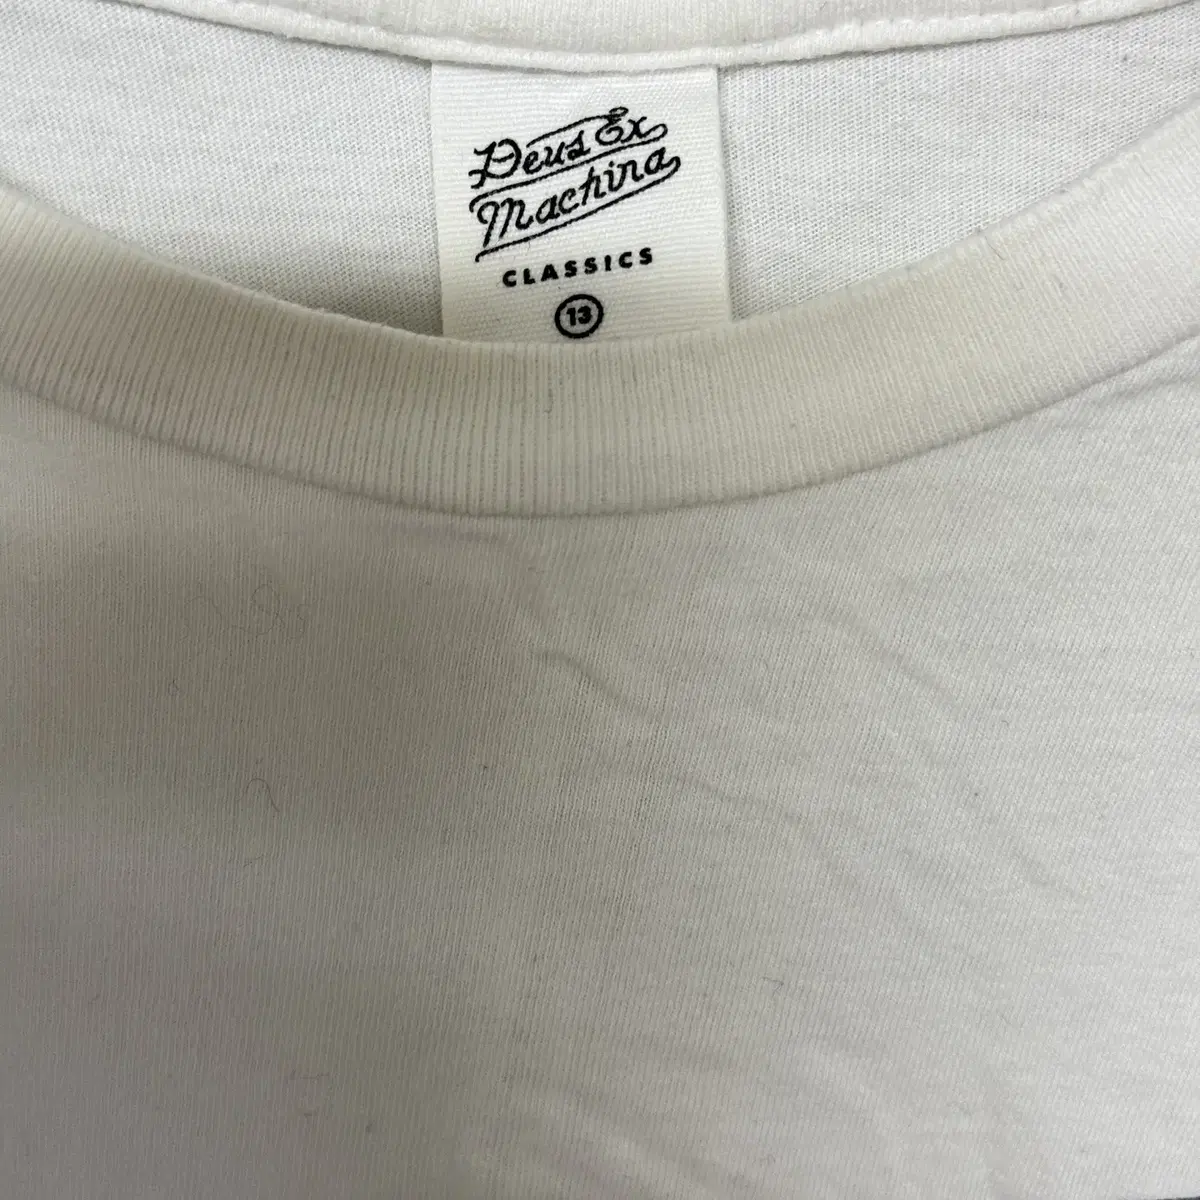 Deus Ex
Machina
CLASSICS
13